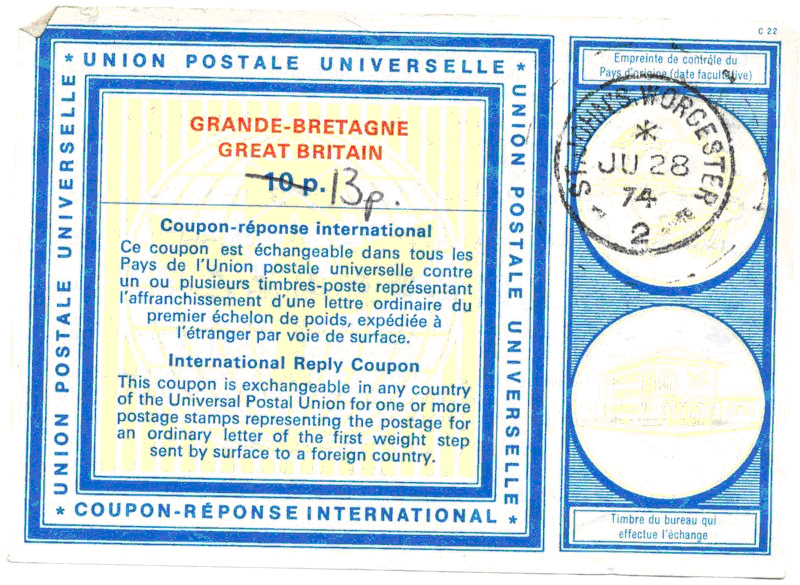 C 22
* UNION POSTALE UNIVERSELLE *
UNION POSTALE UNIVERSELLE
UNION POSTALE UNIVERSELLE
GRANDE-BRETAGNE
GREAT BRITAIN
10 p. 13p.
Coupon-réponse international
Ce coupon est échangeable dans tous les
Pays de l'Union postale universelle contre
un ou plusieurs timbres-poste représentant
l'affranchissement d'une lettre ordinaire du
premier échelon de poids, expédiée à
l'étranger par voie de surface.
International Reply Coupon
This coupon is exchangeable in any country
of the Universal Postal Union for one or more
postage stamps representing the postage for
an ordinary letter of the first weight step
sent by surface to a foreign country.
* COUPON-RÉPONSE INTERNATIONAL *
Empreinte de contrôle du
Pays d'origine (date facultative)
ST. JOHN'S. WORCESTER
*
JU 28
74
2
Timbre du bureau qui
effectue l'échange